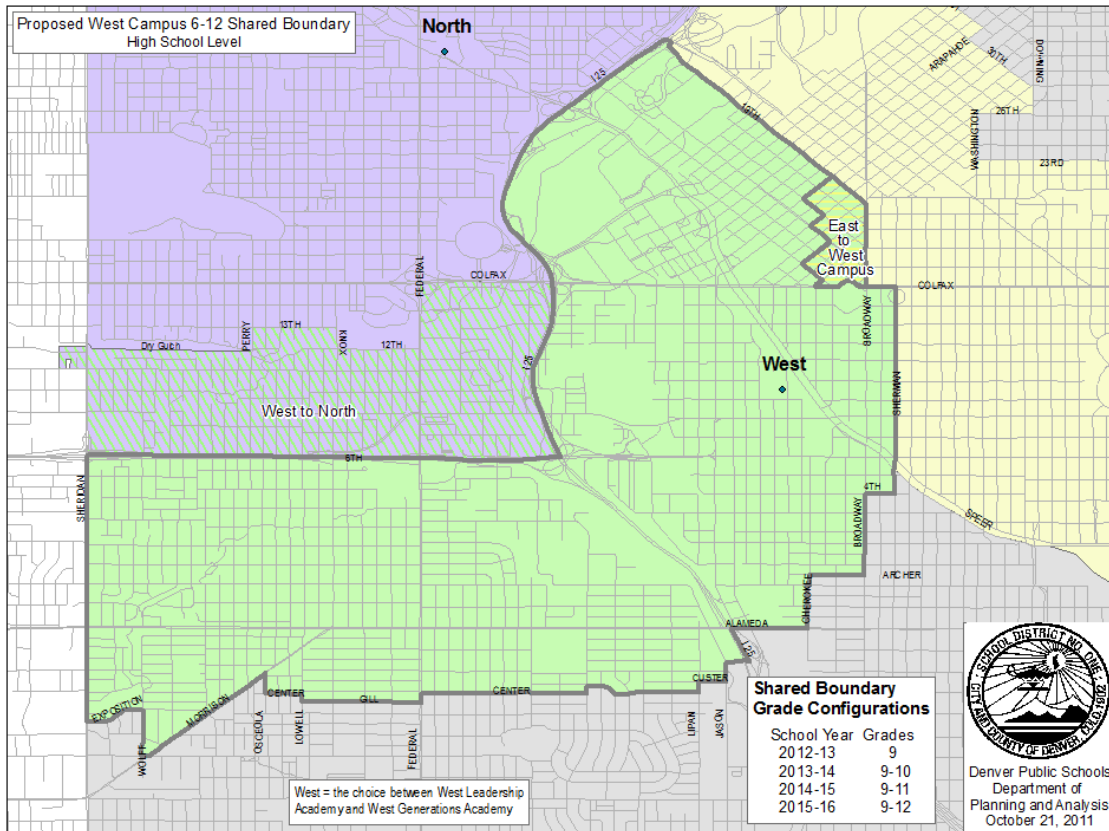 Proposed West Campus 6-12 Shared Boundary
High School Level
North
I 25
19TH
ARAPAHOE
30TH
DOWNING
WASHINGTON
26TH
23RD
East
to
West
Campus
COLFAX
COLFAX
FEDERAL
BROADWAY
13TH
PERRY
KNOX
12TH
Dry Gulch
I 25
West
SHERMAN
West to North
6TH
SHERIDAN
4TH
BROADWAY
SPEER
ARCHER
CHEROKEE
ALAMEDA
I 25
CUSTER
CENTER
CENTER
GILL
EXPOSITION
MORRISON
WOLFF
OSCEOLA
LOWELL
FEDERAL
LIPAN
JASON
West = the choice between West Leadership
Academy and West Generations Academy
Shared Boundary
Grade Configurations
School Year Grades
2012-13 9
2013-14 9-10
2014-15 9-11
2015-16 9-12
SCHOOL DISTRICT NO. ONE
CITY AND COUNTY OF DENVER, COLO. 1902
Denver Public Schools
Department of
Planning and Analysis
October 21, 2011